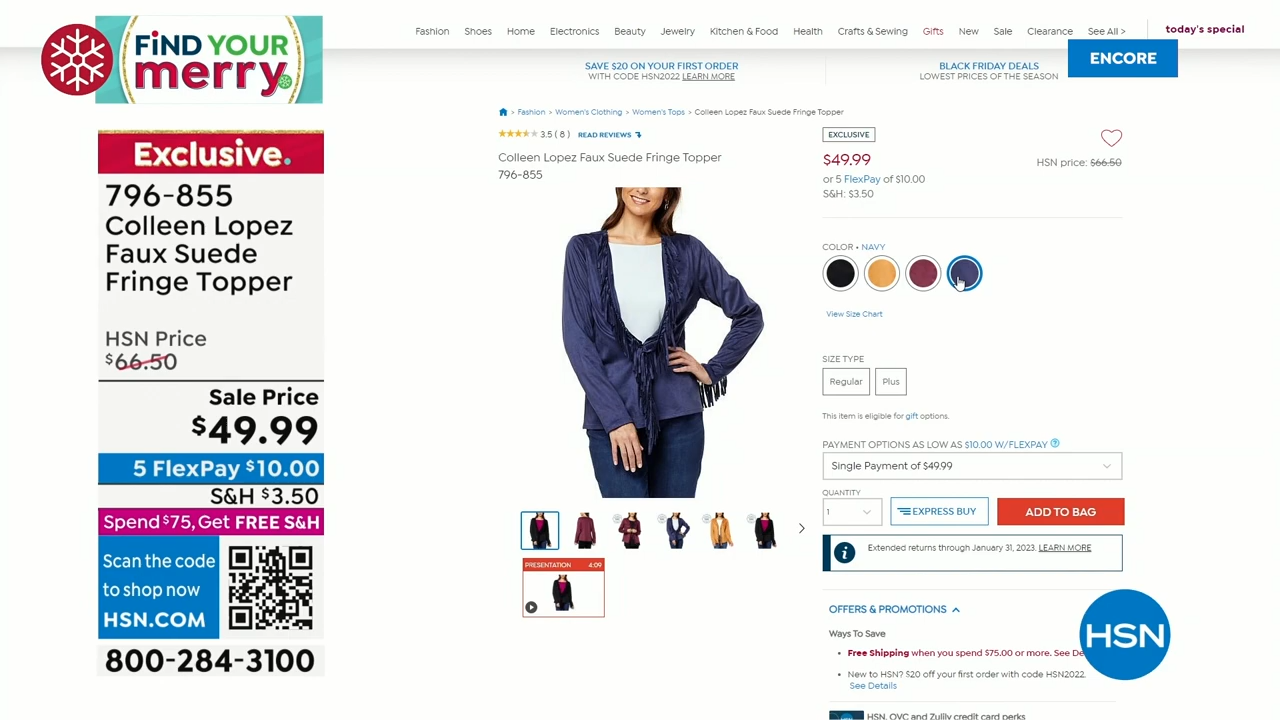 FiND YOUR
merry
Exclusive.
796-855
Colleen Lopez
Faux Suede
Fringe Topper
HSN Price
$66.50
Sale Price
$49.99
5 FlexPay $10.00
S&H $3.50
Spend $75, Get FREE S&H
Scan the code
to shop now
HSN.COM
800-284-3100
Fashion Shoes Home Electronics Beauty Jewelry Kitchen & Food Health Crafts & Sewing Gifts New Sale Clearance See All > today's special
ENCORE
SAVE $20 ON YOUR FIRST ORDER
WITH CODE HSN2022 LEARN MORE
BLACK FRIDAY DEALS
LOWEST PRICES OF THE SEASON
> Fashion > Women's Clothing > Women's Tops > Colleen Lopez Faux Suede Fringe Topper
3.5 ( 8 ) READ REVIEWS
Colleen Lopez Faux Suede Fringe Topper
796-855
PRESENTATION 4:09
EXCLUSIVE
$49.99
HSN price: $66.50
or 5 FlexPay of $10.00
S&H: $3.50
COLOR • NAVY
View Size Chart
SIZE TYPE
Regular Plus
This item is eligible for gift options.
PAYMENT OPTIONS AS LOW AS $10.00 W/FLEXPAY ?
Single Payment of $49.99
QUANTITY
1 EXPRESS BUY ADD TO BAG
i Extended returns through January 31, 2023. LEARN MORE
OFFERS & PROMOTIONS
Ways To Save
• Free Shipping when you spend $75.00 or more. See De
• New to HSN? $20 off your first order with code HSN2022.
See Details
HSN, QVC and Zulily credit card perks
HSN